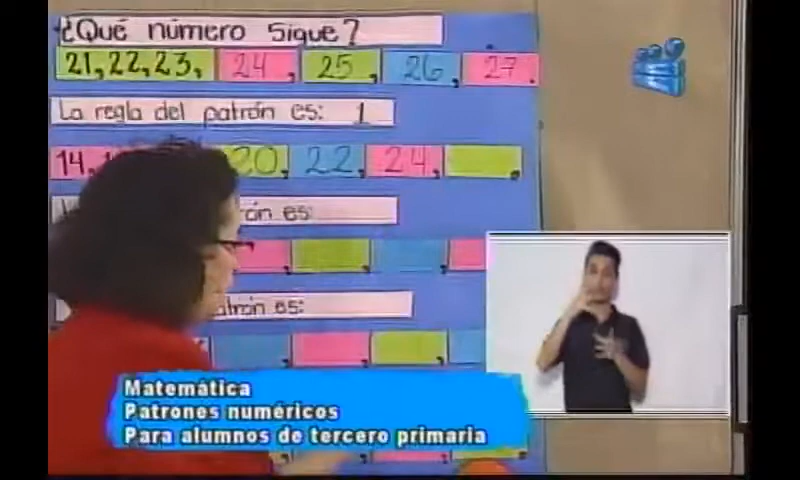 ¿Qué número sigue?
21, 22, 23, 24, 25, 26, 27.
La regla del patrón es: 1
14, 20, 22, 24, .
es:
patrón es:
Matemática
Patrones numéricos
Para alumnos de tercero primaria